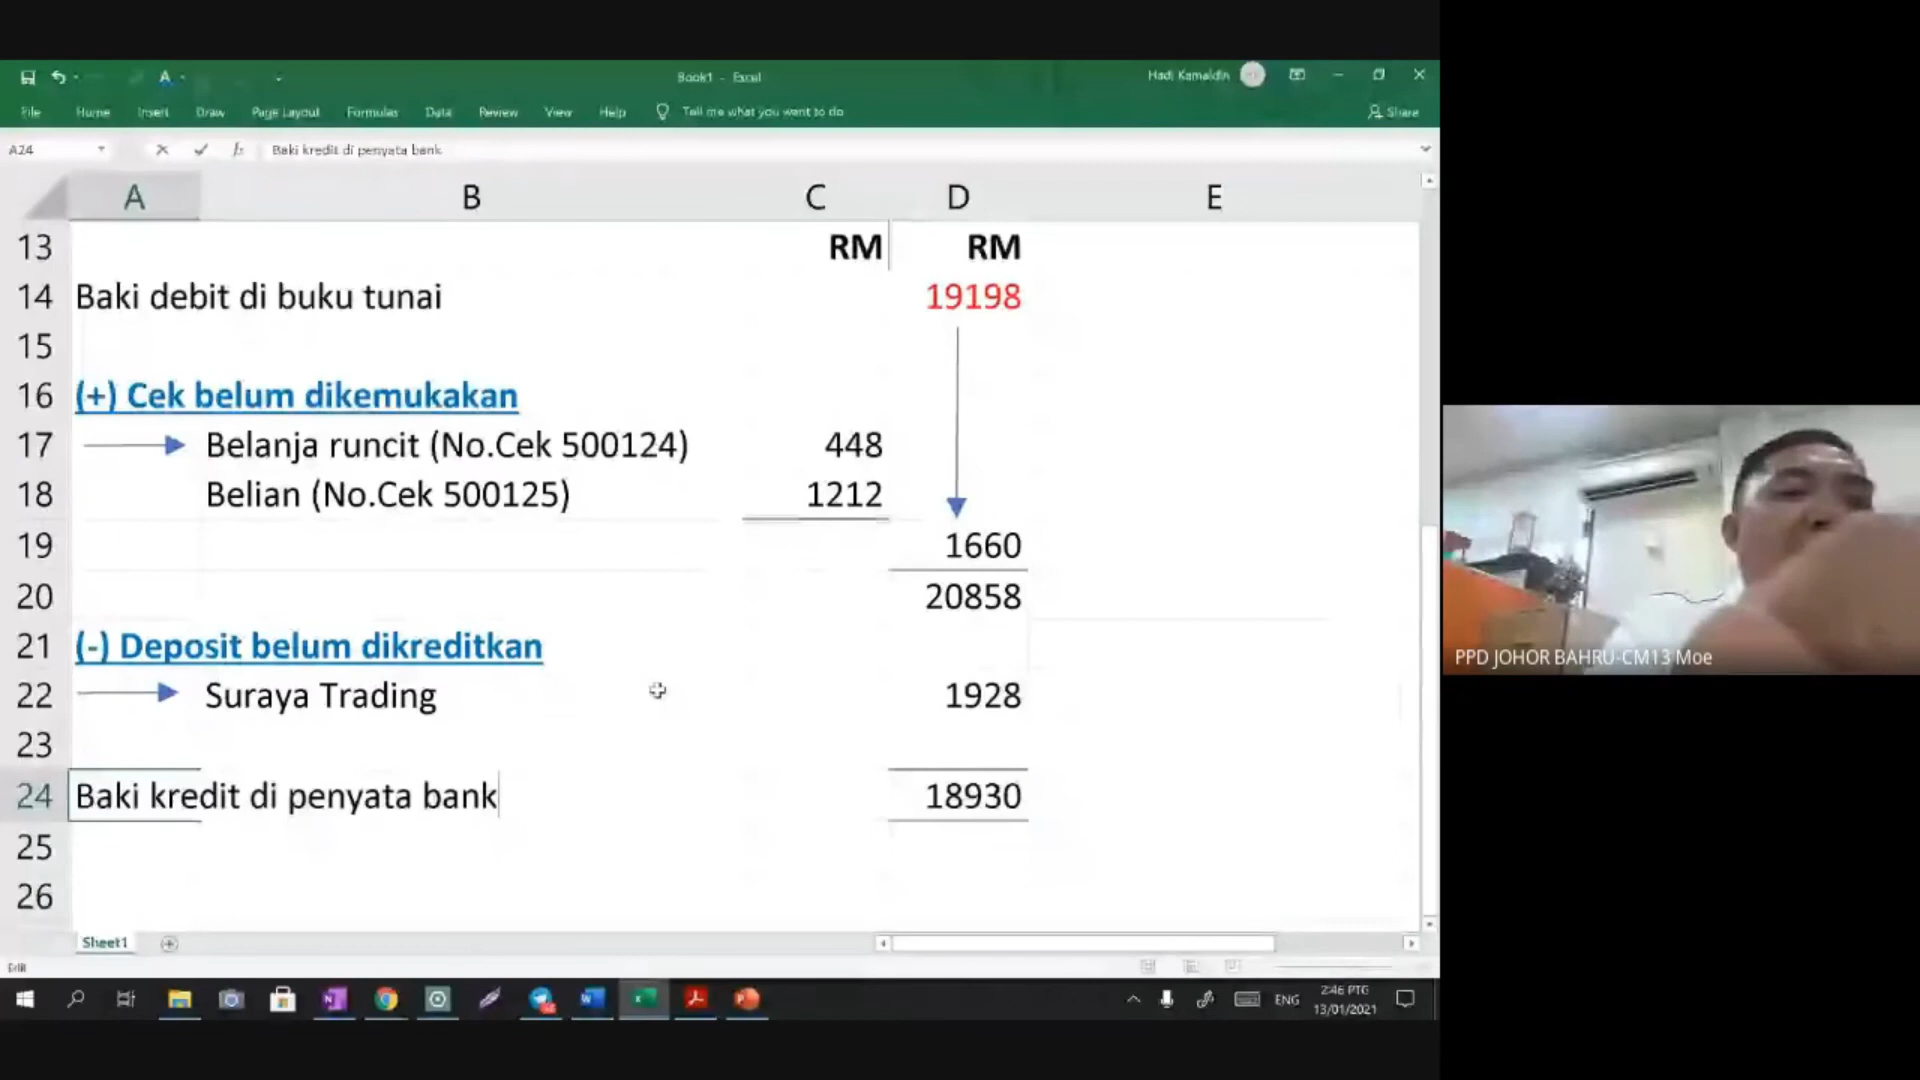 Book1 - Excel
Hadi Kamaldin
File Home Insert Draw Page Layout Formulas Data Review View Help Tell me what you want to do
Share
A24
fx Baki kredit di penyata bank
A B C D E
13 RM RM
14 Baki debit di buku tunai 19198
15
16 (+) Cek belum dikemukakan
17 Belanja runcit (No.Cek 500124) 448
18 Belian (No.Cek 500125) 1212
19 1660
20 20858
21 (-) Deposit belum dikreditkan
22 Suraya Trading 1928
23
24 Baki kredit di penyata bank 18930
25
26
Sheet1
Edit
ENG
2:46 PTG
13/01/2021
PPD JOHOR BAHRU-CM13 Moe